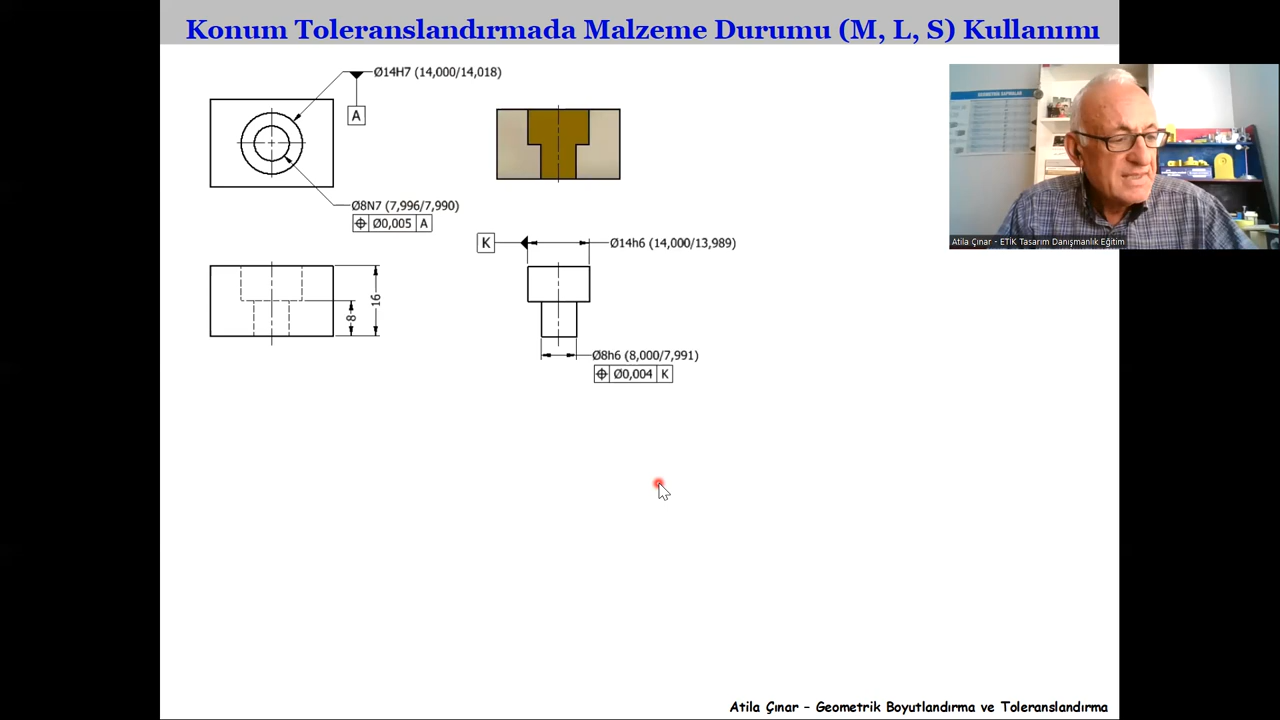 Konum Toleranslandırmada Malzeme Durumu (M, L, S) Kullanımı
Ø14H7 (14,000/14,018)
A
Ø8N7 (7,996/7,990)
⌖ Ø0,005 A
8
16
K
Ø14h6 (14,000/13,989)
Ø8h6 (8,000/7,991)
⌖ Ø0,004 K
Atila Çınar - ETİK Tasarım Danışmanlık Eğitim
Atila Çınar – Geometrik Boyutlandırma ve Toleranslandırma